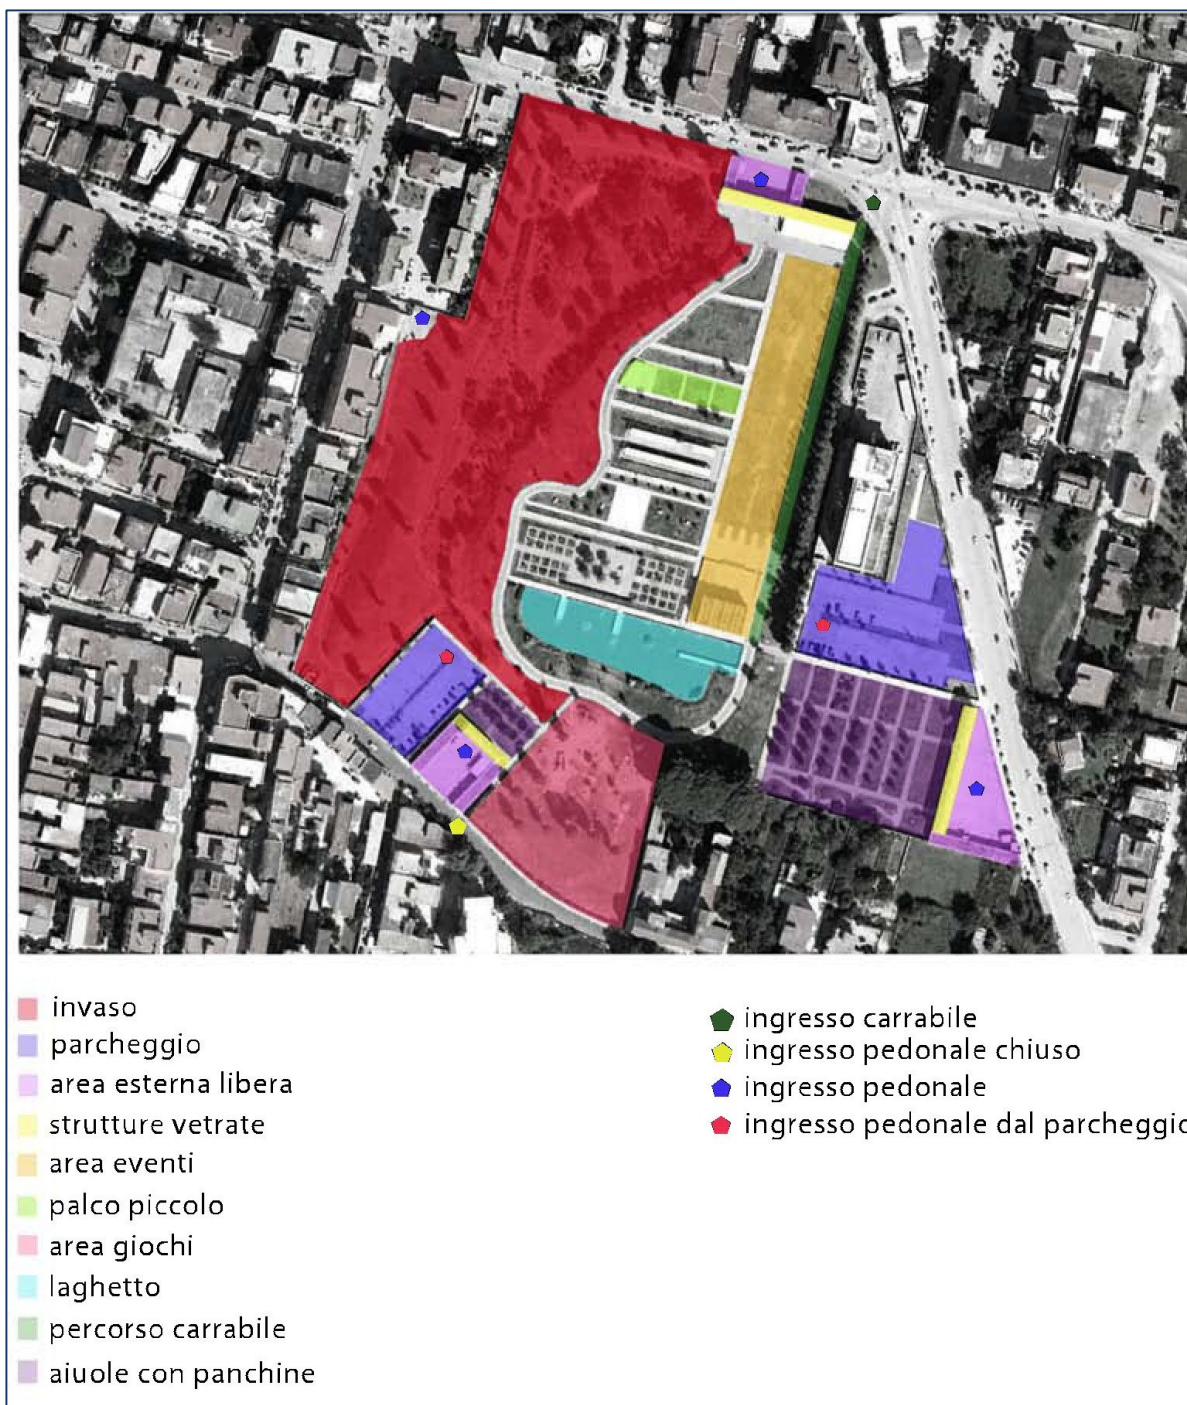 invaso
parcheggio
area esterna libera
strutture vetrate
area eventi
palco piccolo
area giochi
laghetto
percorso carrabile
aiuole con panchine
ingresso carrabile
ingresso pedonale chiuso
ingresso pedonale
ingresso pedonale dal parcheggio